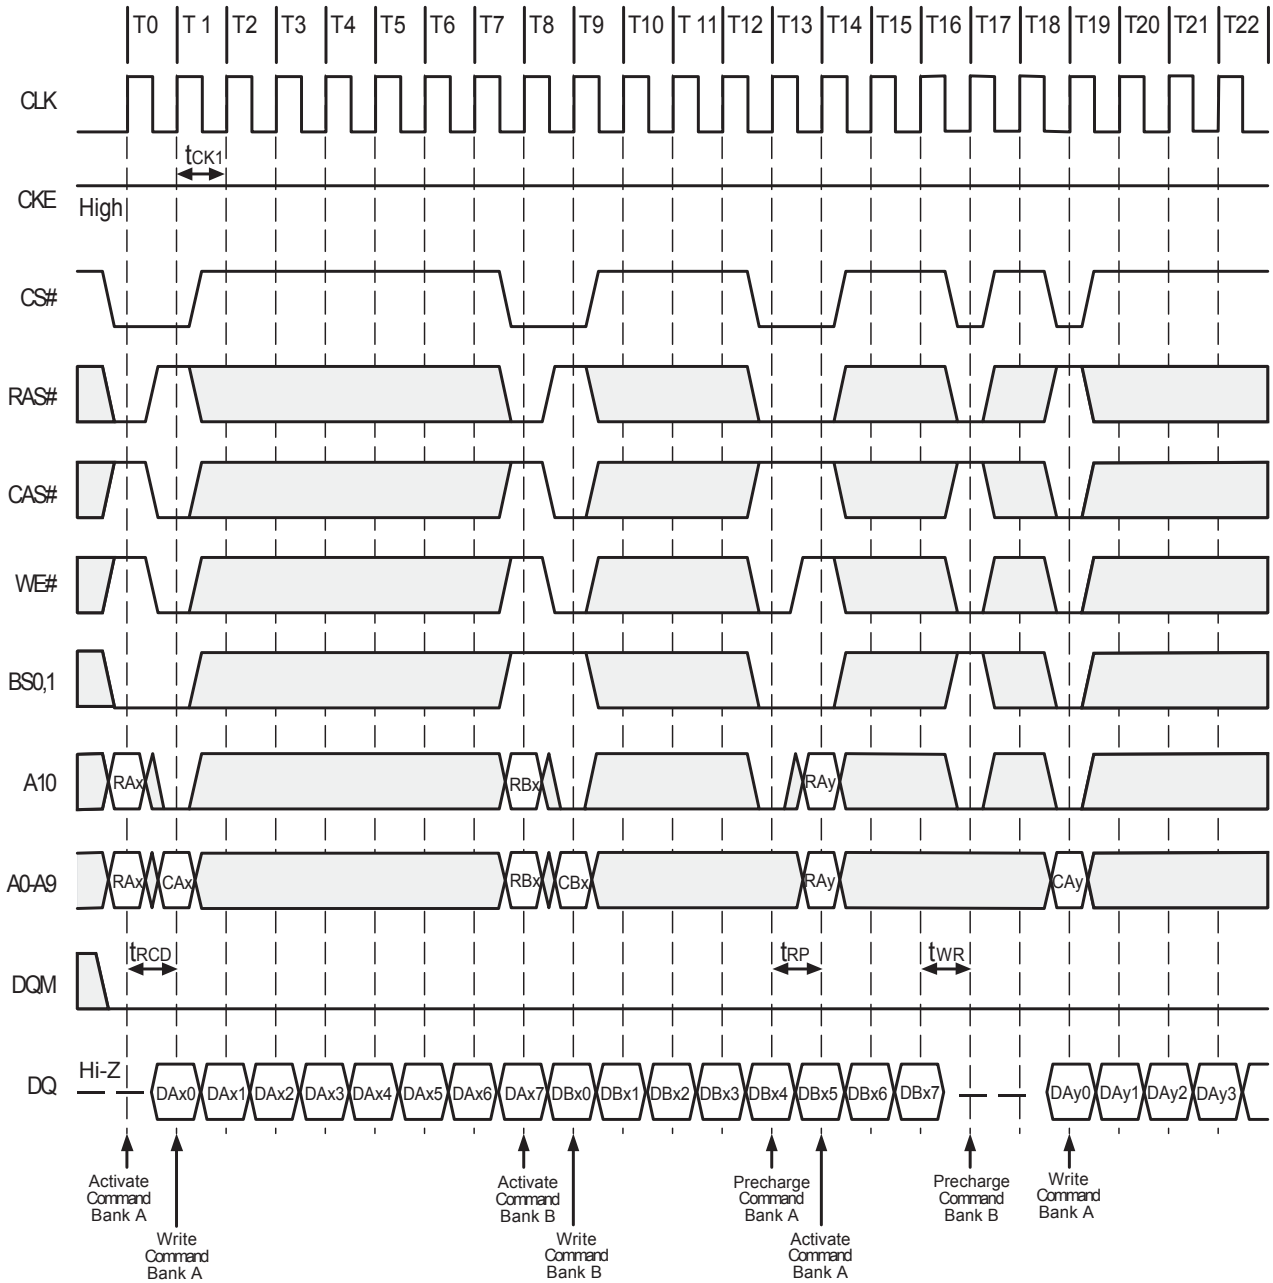 T0 T 1 T2 T3 T4 T5 T6 T7 T8 T9 T10 T 11 T12 T13 T14 T15 T16 T17 T18 T19 T20 T21 T22
CLK
tCK1
CKE
High
CS#
RAS#
CAS#
WE#
BS0,1
A10 RAx RBx RAy
A0-A9 RAx CAx RBx CBx RAy CAy
tRCD tRP tWR
DQM
Hi-Z
DQ DAx0 DAx1 DAx2 DAx3 DAx4 DAx5 DAx6 DAx7 DBx0 DBx1 DBx2 DBx3 DBx4 DBx5 DBx6 DBx7 DAy0 DAy1 DAy2 DAy3
Activate
Command
Bank A
Write
Command
Bank A
Activate
Command
Bank B
Write
Command
Bank B
Precharge
Command
Bank A
Activate
Command
Bank A
Precharge
Command
Bank B
Write
Command
Bank A